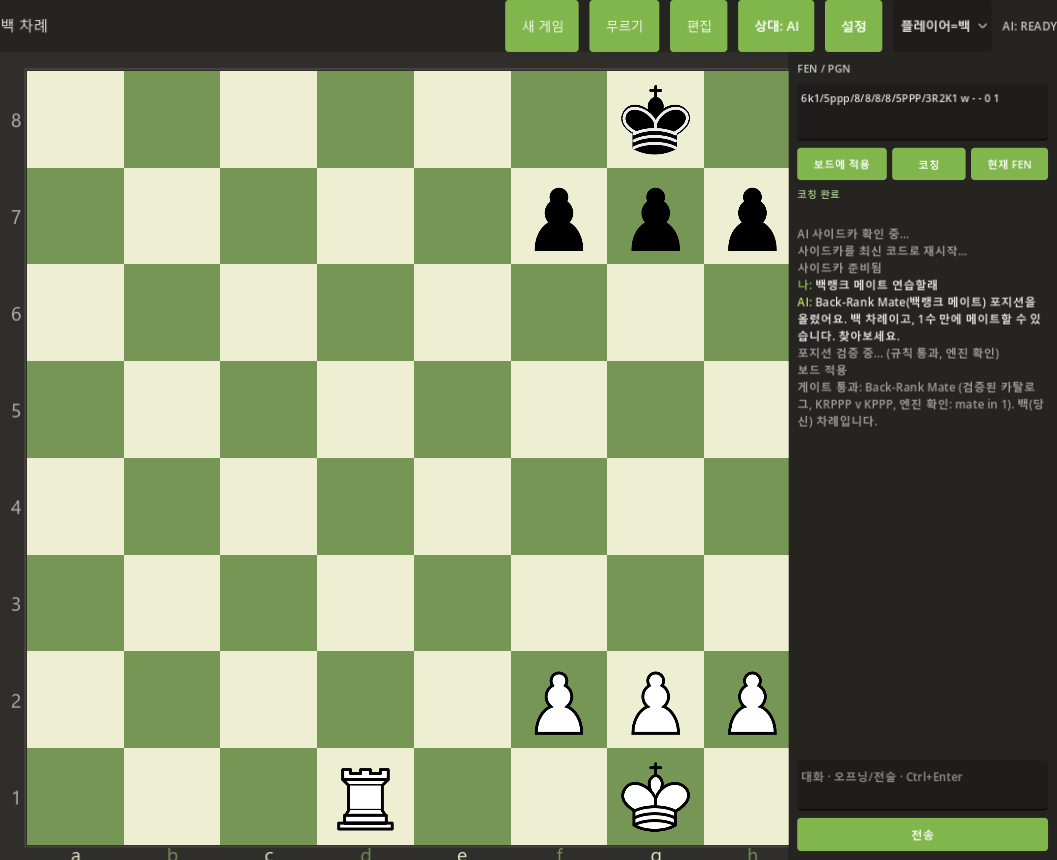 백 차례
새 게임
무르기
편집
상대: AI
설정
플레이어=백
AI: READY
FEN / PGN
6k1/5ppp/8/8/8/8/5PPP/3R2K1 w - - 0 1
보드에 적용
코칭
현재 FEN
코칭 완료
AI 사이드카 확인 중...
사이드카를 최신 코드로 재시작...
사이드카 준비됨
나: 백랭크 메이트 연습할래
AI: Back-Rank Mate(백랭크 메이트) 포지션을
올렸어요. 백 차례이고, 1수 만에 메이트할 수 있
습니다. 찾아보세요.
포지션 검증 중... (규칙 통과, 엔진 확인)
보드 적용
게이트 통과: Back-Rank Mate (검증된 카탈로
그, KRPPP v KPPP, 엔진 확인: mate in 1). 백(당
신) 차례입니다.
8
7
6
5
4
3
2
1
a b c d e f g h
대화 · 오프닝/전술 · Ctrl+Enter
전송